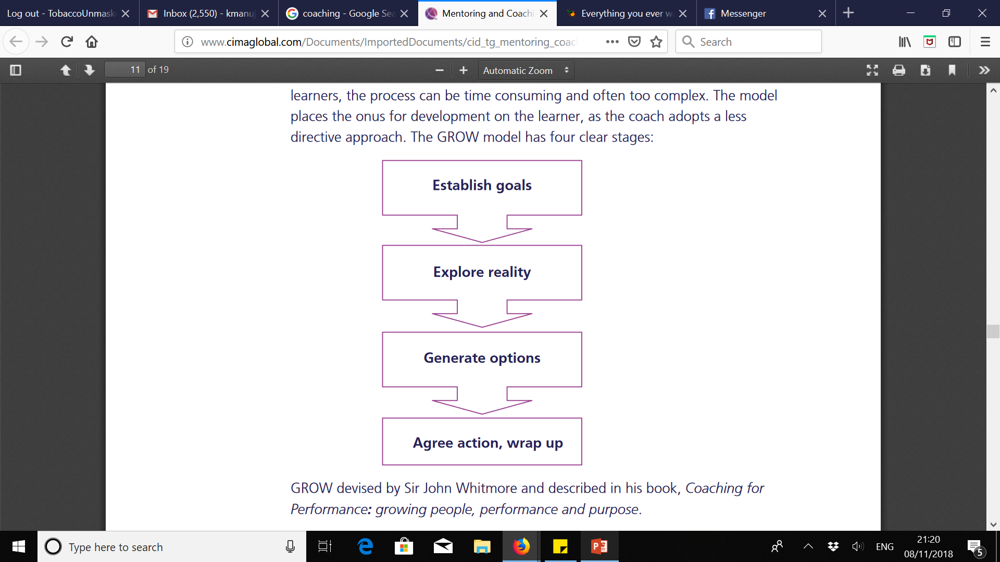 Log out - TobaccoUnmask
Inbox (2,550) - kmanuj
coaching - Google Sea
Mentoring and Coachi
Everything you ever w
Messenger
www.cimaglobal.com/Documents/ImportedDocuments/cid_tg_mentoring_coac
Search
11 of 19
Automatic Zoom
learners, the process can be time consuming and often too complex. The model
places the onus for development on the learner, as the coach adopts a less
directive approach. The GROW model has four clear stages:
Establish goals
Explore reality
Generate options
Agree action, wrap up
GROW devised by Sir John Whitmore and described in his book, Coaching for
Performance: growing people, performance and purpose.
Type here to search
ENG
21:20
08/11/2018
5